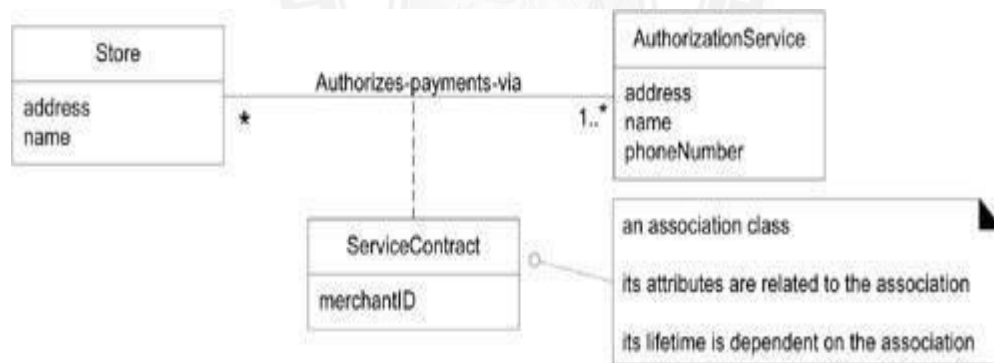 Store
address
name
Authorizes-payments-via
*
1..*
AuthorizationService
address
name
phoneNumber
ServiceContract
merchantID
an association class
its attributes are related to the association
its lifetime is dependent on the association